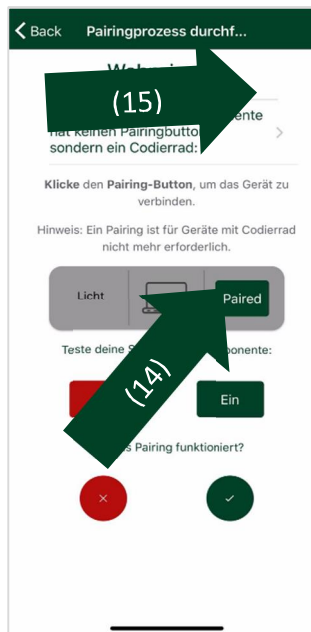 Back Pairingprozess durchf...
(15)
hat keinen Pairingbutton
sondern ein Codierrad:
Klicke den Pairing-Button, um das Gerät zu
verbinden.
Hinweis: Ein Pairing ist für Geräte mit Codierrad
nicht mehr erforderlich.
Licht Paired
Teste deine
(14)
Ein
Pairing funktioniert?